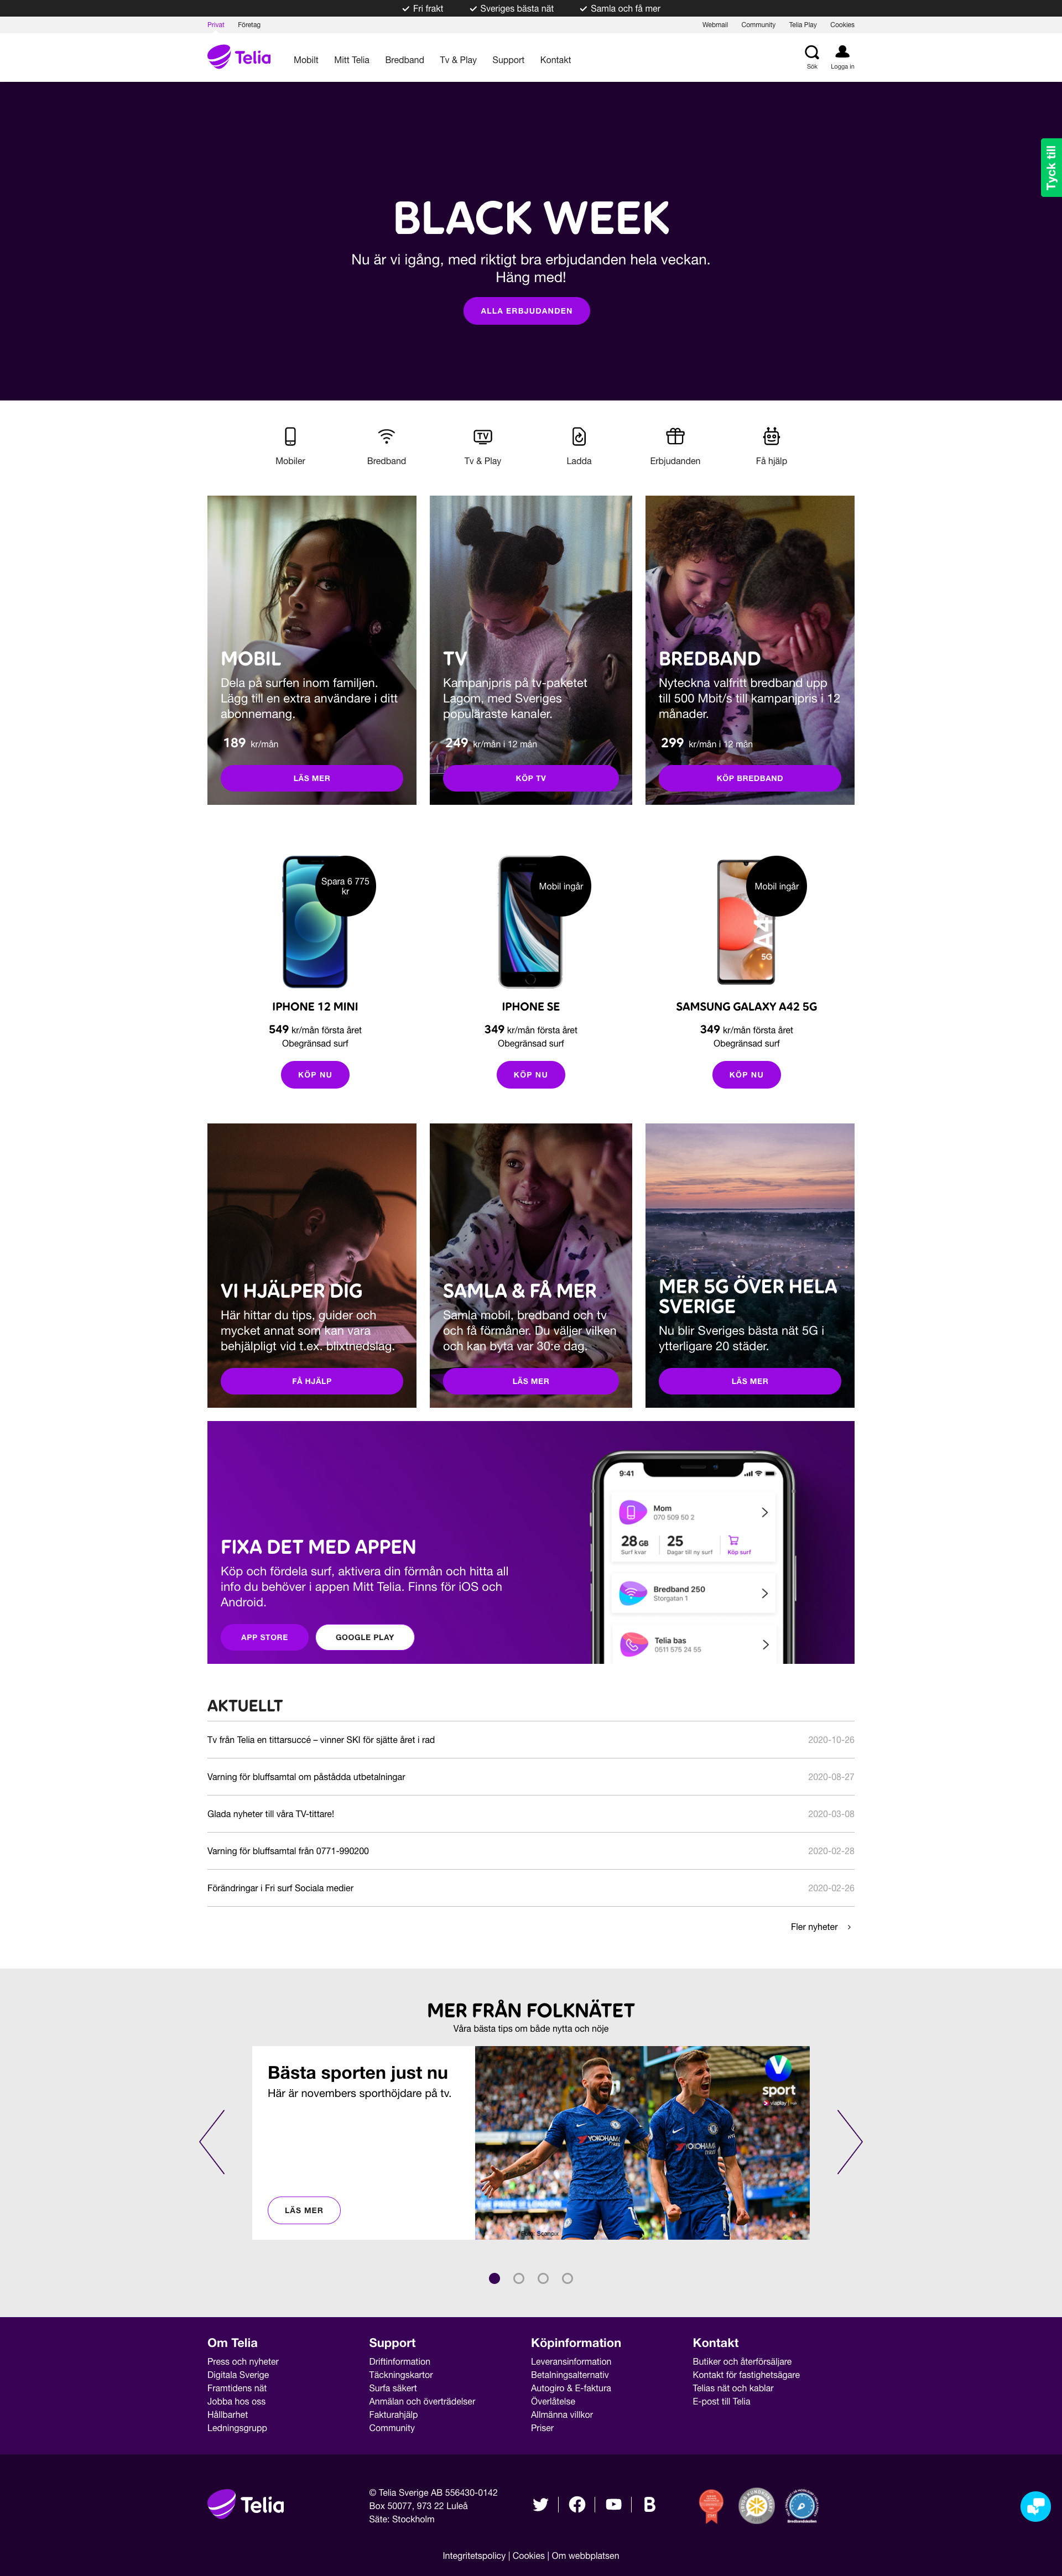 Fri frakt
Sveriges bästa nät
Samla och få mer
Privat
Företag
Webmail
Community
Telia Play
Cookies
Telia
Mobilt
Mitt Telia
Bredband
Tv & Play
Support
Kontakt
Sök
Logga in
Tyck till
BLACK WEEK
Nu är vi igång, med riktigt bra erbjudanden hela veckan.
Häng med!
ALLA ERBJUDANDEN
Mobiler
Bredband
TV
Tv & Play
Ladda
Erbjudanden
Få hjälp
MOBIL
Dela på surfen inom familjen.
Lägg till en extra användare i ditt
abonnemang.
189 kr/mån
LÄS MER
TV
Kampanjpris på tv-paketet
Lagom, med Sveriges
populäraste kanaler.
249 kr/mån i 12 mån
KÖP TV
BREDBAND
Nyteckna valfritt bredband upp
till 500 Mbit/s till kampanjpris i 12
månader.
299 kr/mån i 12 mån
KÖP BREDBAND
Spara 6 775
kr
IPHONE 12 MINI
549 kr/mån första året
Obegränsad surf
KÖP NU
Mobil ingår
IPHONE SE
349 kr/mån första året
Obegränsad surf
KÖP NU
Mobil ingår
5G
SAMSUNG GALAXY A42 5G
349 kr/mån första året
Obegränsad surf
KÖP NU
VI HJÄLPER DIG
Här hittar du tips, guider och
mycket annat som kan vara
behjälpligt vid t.ex. blixtnedslag.
FÅ HJÄLP
SAMLA & FÅ MER
Samla mobil, bredband och tv
och få förmåner. Du väljer vilken
och kan byta var 30:e dag.
LÄS MER
MER 5G ÖVER HELA
SVERIGE
Nu blir Sveriges bästa nät 5G i
ytterligare 20 städer.
LÄS MER
FIXA DET MED APPEN
Köp och fördela surf, aktivera din förmån och hitta all
info du behöver i appen Mitt Telia. Finns för iOS och
Android.
APP STORE
GOOGLE PLAY
9:41
Mom
070 509 50 2
28 GB
Surf kvar
25
Dagar till ny surf
Köp surf
Bredband 250
Storgatan 1
Telia bas
0511 575 24 55
AKTUELLT
Tv från Telia en tittarsuccé – vinner SKI för sjätte året i rad
2020-10-26
Varning för bluffsamtal om påstådda utbetalningar
2020-08-27
Glada nyheter till våra TV-tittare!
2020-03-08
Varning för bluffsamtal från 0771-990200
2020-02-28
Förändringar i Fri surf Sociala medier
2020-02-26
Fler nyheter
MER FRÅN FOLKNÄTET
Våra bästa tips om både nytta och nöje
Bästa sporten just nu
Här är novembers sporthöjdare på tv.
LÄS MER
V
sport
viaplay
YOKOHAMA
YOKOHAMA
Om Telia
Press och nyheter
Digitala Sverige
Framtidens nät
Jobba hos oss
Hållbarhet
Ledningsgrupp
Support
Driftinformation
Täckningskartor
Surfa säkert
Anmälan och överträdelser
Fakturahjälp
Community
Köpinformation
Leveransinformation
Betalningsalternativ
Autogiro & E-faktura
Överlåtelse
Allmänna villkor
Priser
Kontakt
Butiker och återförsäljare
Kontakt för fastighetsägare
Telias nät och kablar
E-post till Telia
Telia
© Telia Sverige AB 556430-0142
Box 50077, 973 22 Luleå
Säte: Stockholm
Integritetspolicy | Cookies | Om webbplatsen